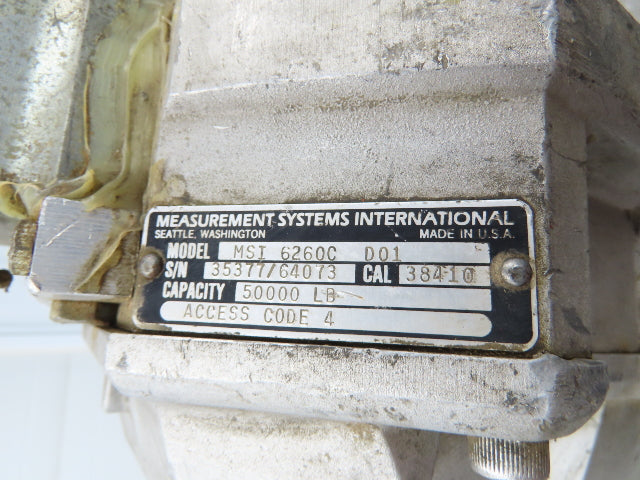 MEASUREMENT SYSTEMS INTERNATIONAL
SEATTLE, WASHINGTON MADE IN U.S.A.
MODEL MSI 6260C D01
S/N 35377/64073 CAL 38410
CAPACITY 50000 LB
ACCESS CODE 4